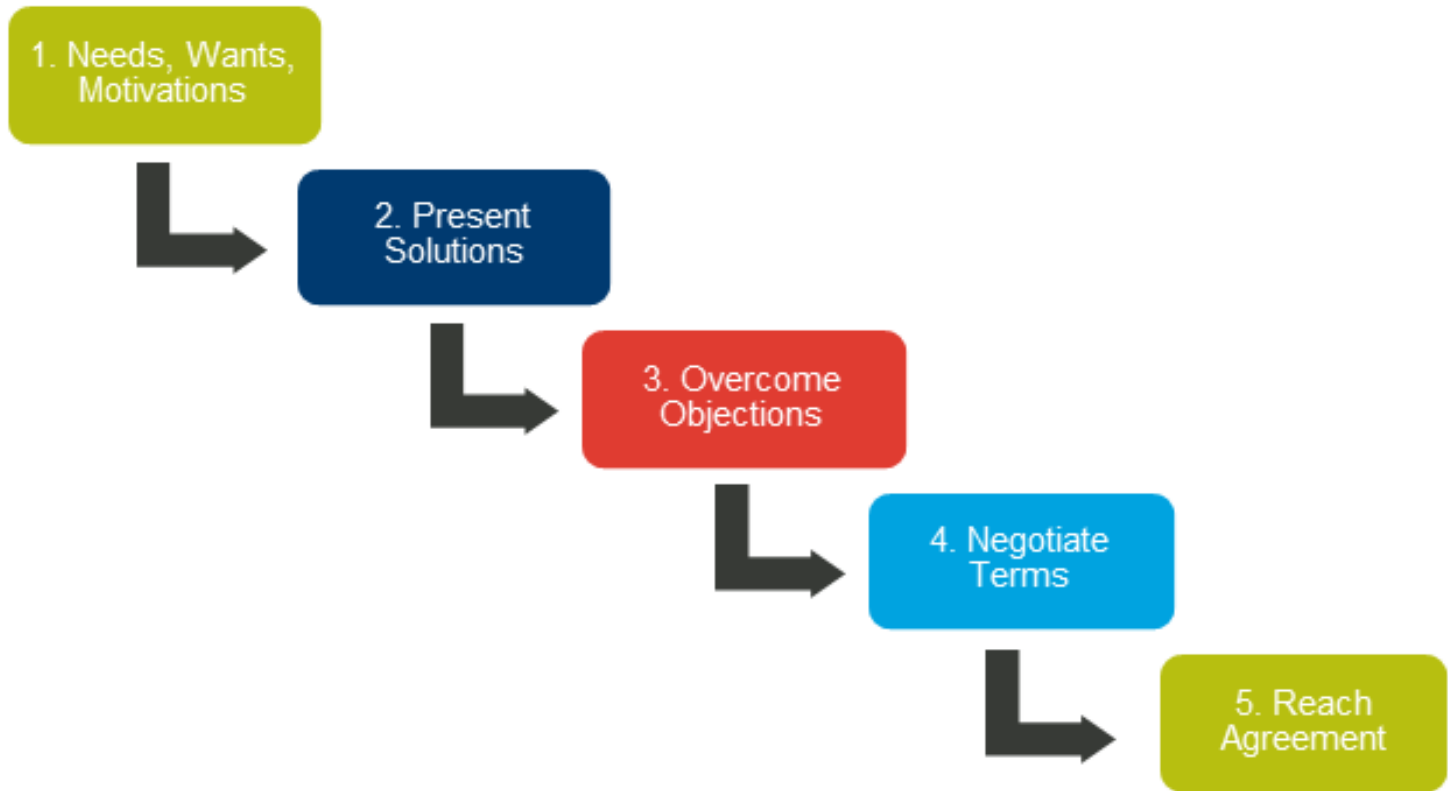 1. Needs, Wants,
Motivations
2. Present
Solutions
3. Overcome
Objections
4. Negotiate
Terms
5. Reach
Agreement